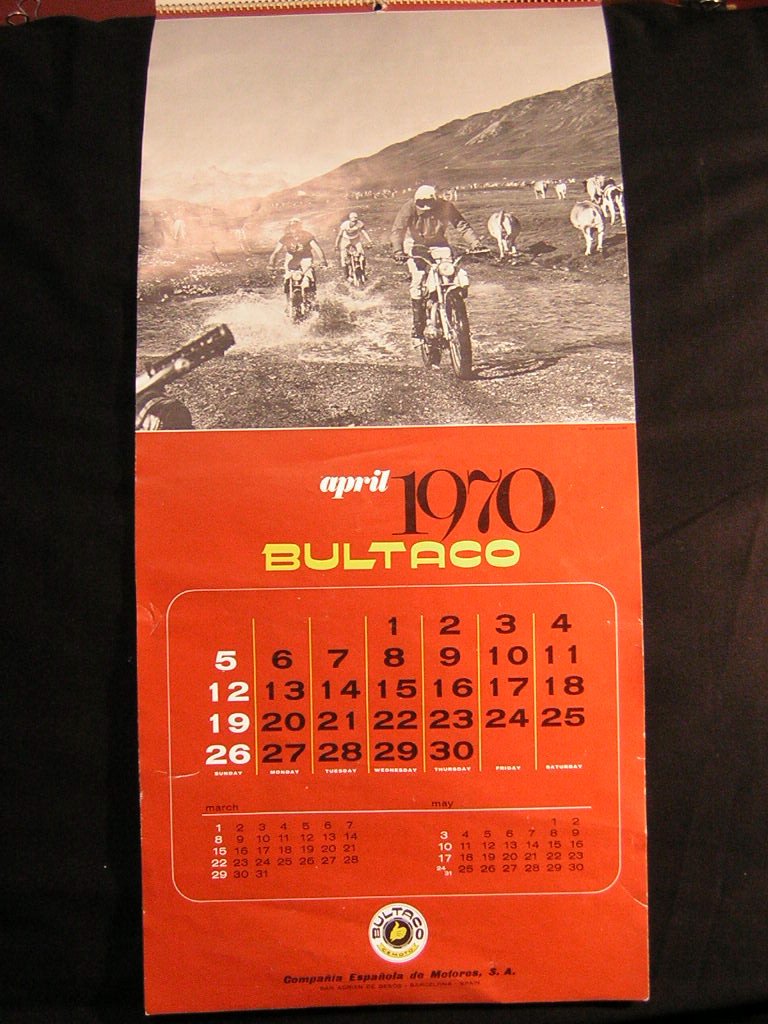 april 1970
BULTACO
1 2 3 4
5 6 7 8 9 10 11
12 13 14 15 16 17 18
19 20 21 22 23 24 25
26 27 28 29 30
SUNDAY MONDAY TUESDAY WEDNESDAY THURSDAY FRIDAY SATURDAY
march
1 2 3 4 5 6 7
8 9 10 11 12 13 14
15 16 17 18 19 20 21
22 23 24 25 26 27 28
29 30 31
may
1 2
3 4 5 6 7 8 9
10 11 12 13 14 15 16
17 18 19 20 21 22 23
24/31 25 26 27 28 29 30
BULTACO
CEMOTO
Compañia Española de Motores, S. A.
SAN ADRIAN DE BESOS - BARCELONA - SPAIN